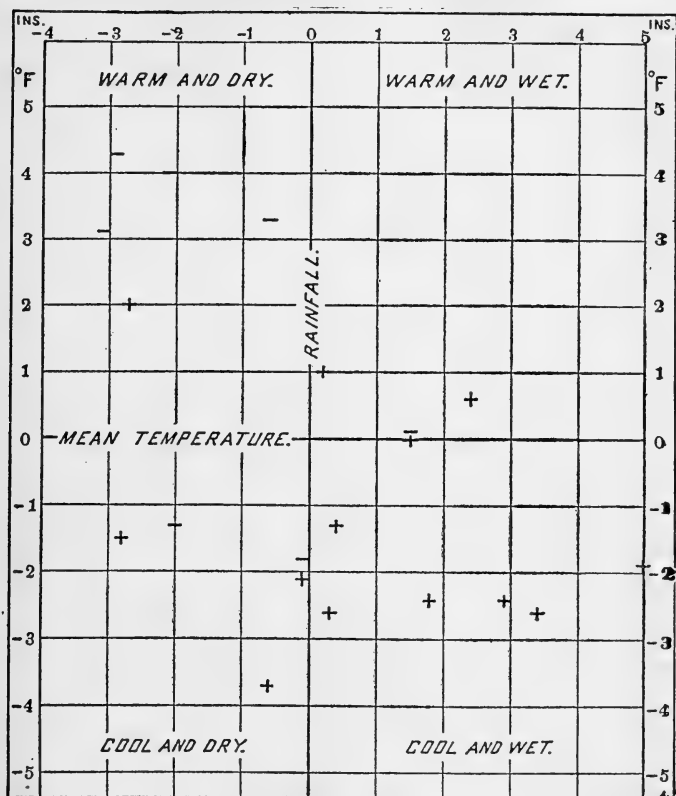 INS. INS.
-4 -3 -2 -1 0 1 2 3 4 5
°F WARM AND DRY. WARM AND WET. °F
5 5
4 4
3 3
RAINFALL.
2 2
1 1
0 MEAN TEMPERATURE. 0
-1 -1
-2 -2
-3 -3
-4 -4
COOL AND DRY. COOL AND WET.
-5 -5